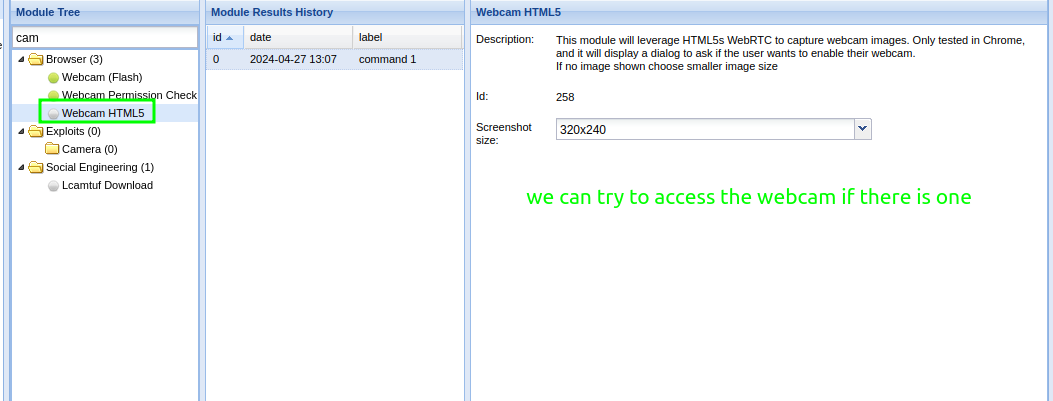 Module Tree
cam
Browser (3)
Webcam (Flash)
Webcam Permission Check
Webcam HTML5
Exploits (0)
Camera (0)
Social Engineering (1)
Lcamtuf Download
Module Results History
id date label
0 2024-04-27 13:07 command 1
Webcam HTML5
Description: This module will leverage HTML5s WebRTC to capture webcam images. Only tested in Chrome,
and it will display a dialog to ask if the user wants to enable their webcam.
If no image shown choose smaller image size
Id: 258
Screenshot
size: 320x240
we can try to access the webcam if there is one